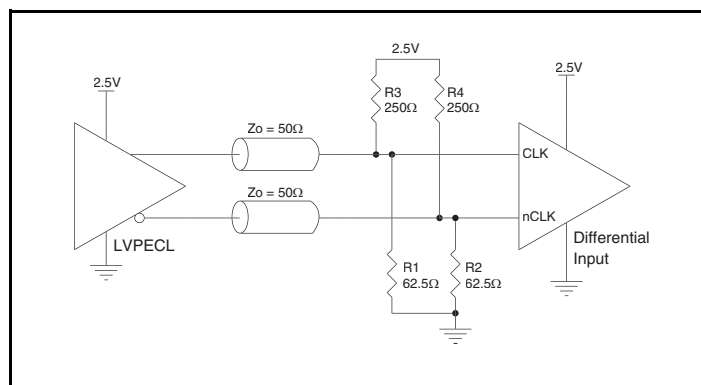 2.5V
2.5V
2.5V
R3
250Ω
R4
250Ω
Zo = 50Ω
CLK
Zo = 50Ω
nCLK
LVPECL
Differential
Input
R1
62.5Ω
R2
62.5Ω